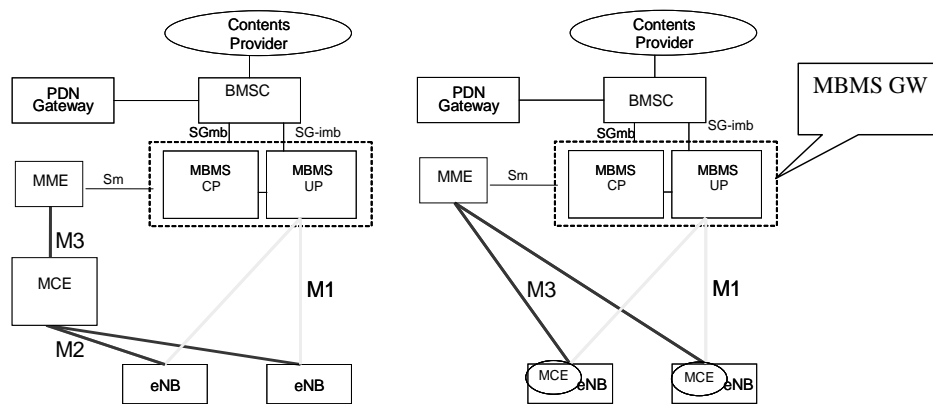 Contents
Provider
PDN
Gateway
BMSC
SGmb
SG-imb
MME
Sm
MBMS
CP
MBMS
UP
M3
MCE
M1
M2
eNB
eNB
Contents
Provider
PDN
Gateway
BMSC
MBMS GW
SGmb
SG-imb
MME
Sm
MBMS
CP
MBMS
UP
M3
M1
MCE
eNB
MCE
eNB